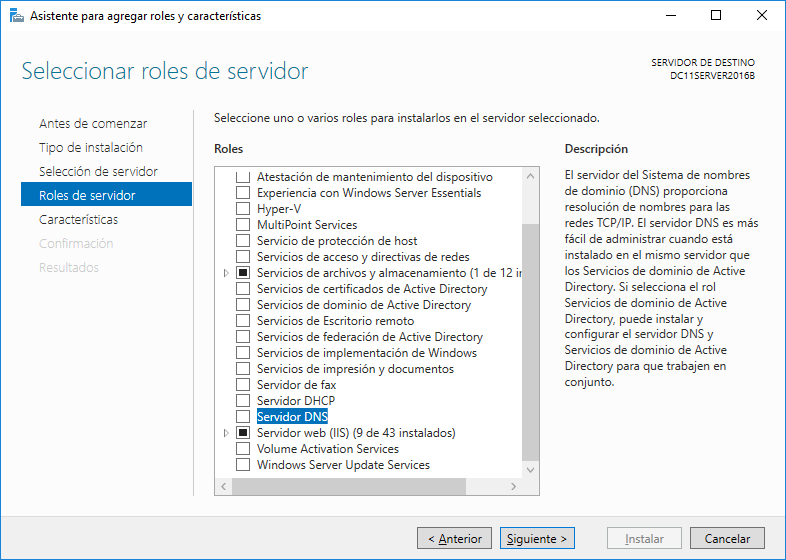 Asistente para agregar roles y características
Seleccionar roles de servidor
SERVIDOR DE DESTINO
DC11SERVER2016B
Antes de comenzar
Tipo de instalación
Selección de servidor
Roles de servidor
Características
Confirmación
Resultados
Seleccione uno o varios roles para instalarlos en el servidor seleccionado.
Roles
Atestación de mantenimiento del dispositivo
Experiencia con Windows Server Essentials
Hyper-V
MultiPoint Services
Servicio de protección de host
Servicios de acceso y directivas de redes
Servicios de archivos y almacenamiento (1 de 12 in
Servicios de certificados de Active Directory
Servicios de dominio de Active Directory
Servicios de Escritorio remoto
Servicios de federación de Active Directory
Servicios de implementación de Windows
Servicios de impresión y documentos
Servidor de fax
Servidor DHCP
Servidor DNS
Servidor web (IIS) (9 de 43 instalados)
Volume Activation Services
Windows Server Update Services
Descripción
El servidor del Sistema de nombres
de dominio (DNS) proporciona
resolución de nombres para las
redes TCP/IP. El servidor DNS es más
fácil de administrar cuando está
instalado en el mismo servidor que
los Servicios de dominio de Active
Directory. Si selecciona el rol
Servicios de dominio de Active
Directory, puede instalar y
configurar el servidor DNS y
Servicios de dominio de Active
Directory para que trabajen en
conjunto.
< Anterior
Siguiente >
Instalar
Cancelar